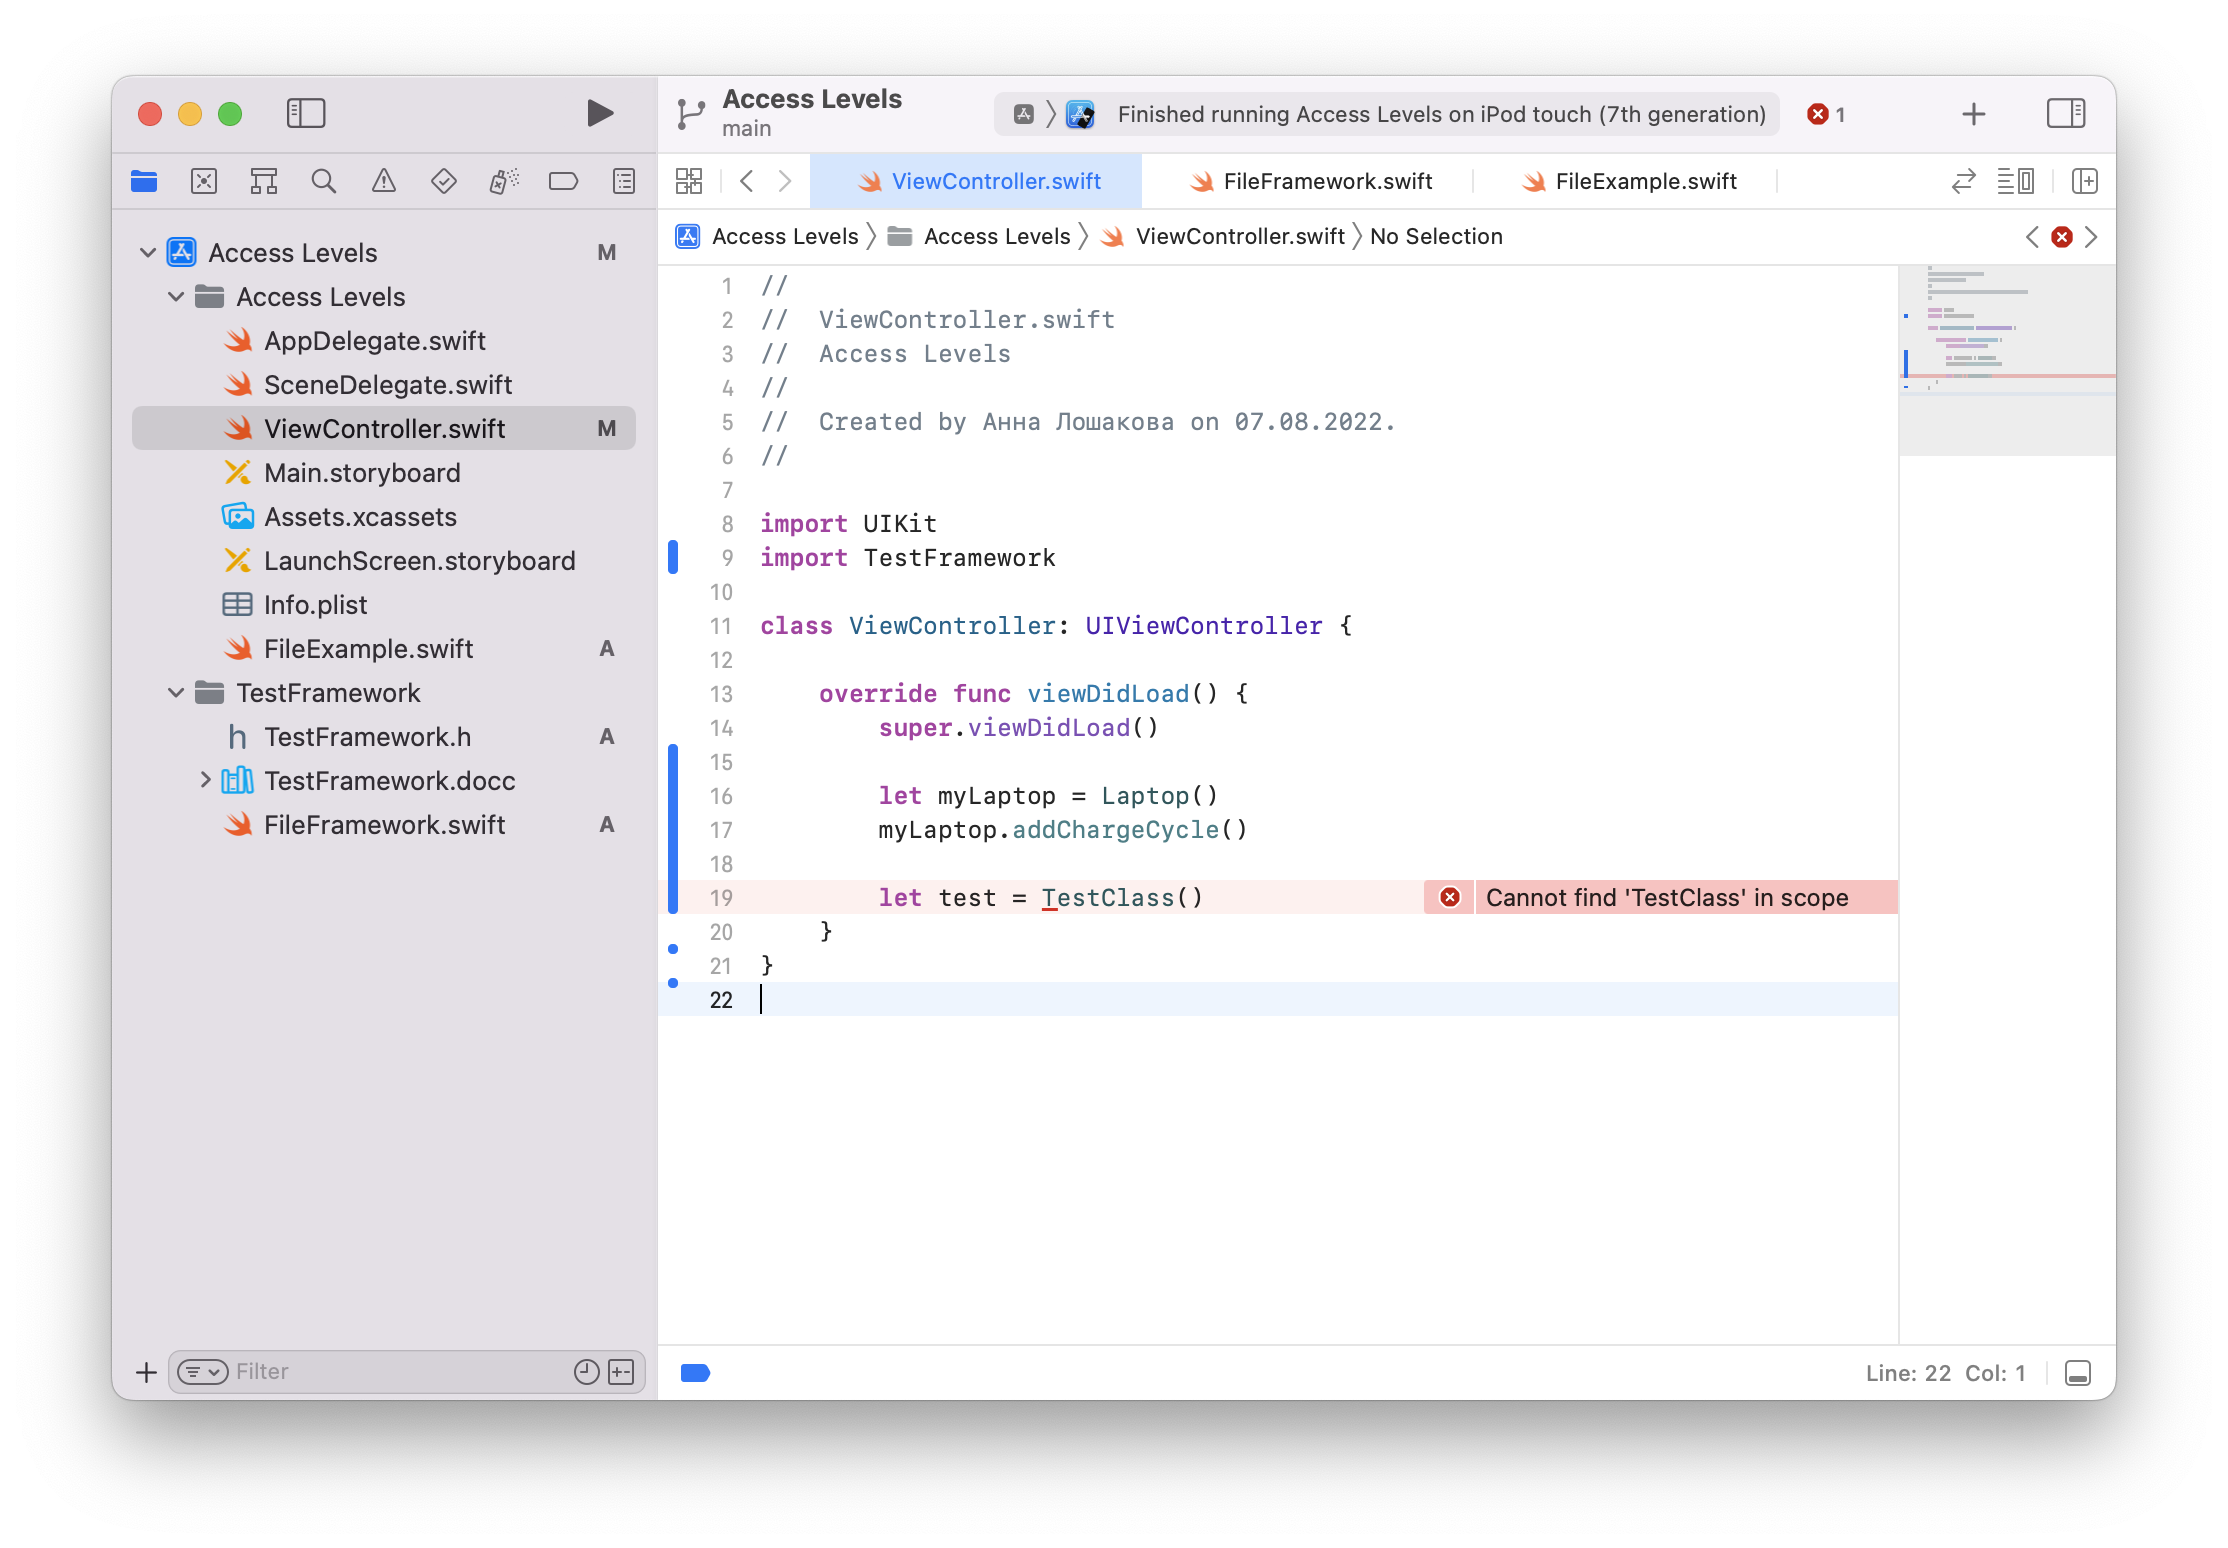 Access Levels
main
Finished running Access Levels on iPod touch (7th generation)
1
ViewController.swift
FileFramework.swift
FileExample.swift
Access Levels
Access Levels
ViewController.swift
No Selection
Access Levels M
Access Levels
AppDelegate.swift
SceneDelegate.swift
ViewController.swift M
Main.storyboard
Assets.xcassets
LaunchScreen.storyboard
Info.plist
FileExample.swift A
TestFramework
h TestFramework.h A
TestFramework.docc
FileFramework.swift A
Filter
1 //
2 //  ViewController.swift
3 //  Access Levels
4 //
5 //  Created by Анна Лошакова on 07.08.2022.
6 //
7
8 import UIKit
9 import TestFramework
10
11 class ViewController: UIViewController {
12
13     override func viewDidLoad() {
14         super.viewDidLoad()
15
16         let myLaptop = Laptop()
17         myLaptop.addChargeCycle()
18
19         let test = TestClass() Cannot find 'TestClass' in scope
20     }
21 }
22
Line: 22 Col: 1